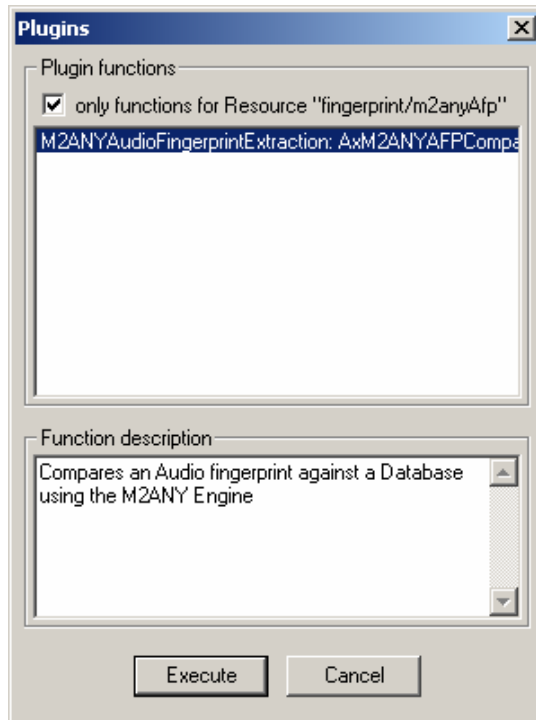 Plugins
Plugin functions
only functions for Resource "fingerprint/m2anyAfp"
M2ANYAudioFingerprintExtraction: AxM2ANYAFPCompa
Function description
Compares an Audio fingerprint against a Database
using the M2ANY Engine
Execute
Cancel